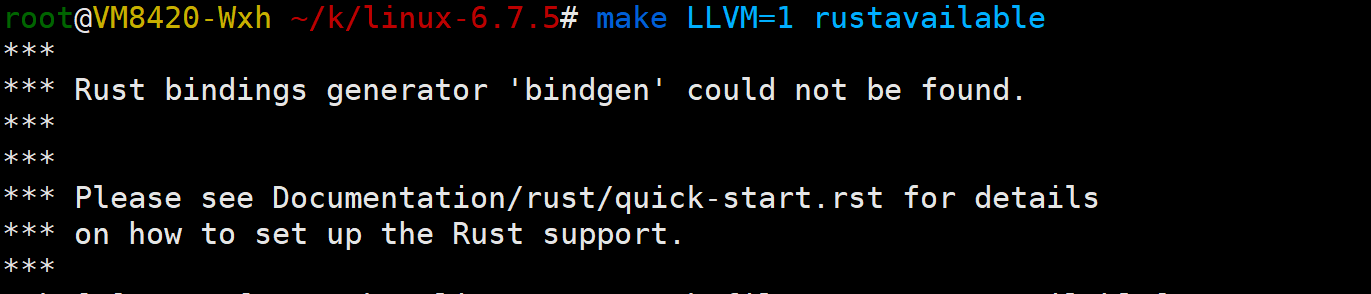 root@VM8420-Wxh ~/k/linux-6.7.5# make LLVM=1 rustavailable
***
*** Rust bindings generator 'bindgen' could not be found.
***
***
*** Please see Documentation/rust/quick-start.rst for details
*** on how to set up the Rust support.
***